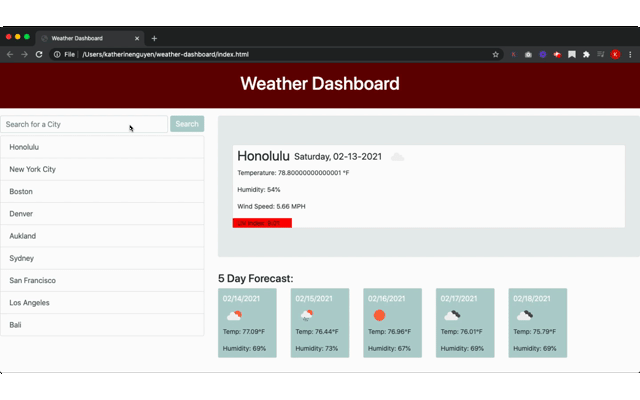 Weather Dashboard
File | /Users/katherinenguyen/weather-dashboard/index.html
Weather Dashboard
Search for a City
Search
Honolulu
New York City
Boston
Denver
Aukland
Sydney
San Francisco
Los Angeles
Bali
Honolulu Saturday, 02-13-2021
Temperature: 78.80000000000001 °F
Humidity: 54%
Wind Speed: 5.66 MPH
5 Day Forecast:
02/14/2021
Temp: 77.09°F
Humidity: 69%
02/15/2021
Temp: 76.44°F
Humidity: 73%
02/16/2021
Temp: 76.96°F
Humidity: 67%
02/17/2021
Temp: 76.01°F
Humidity: 69%
02/18/2021
Temp: 75.79°F
Humidity: 69%